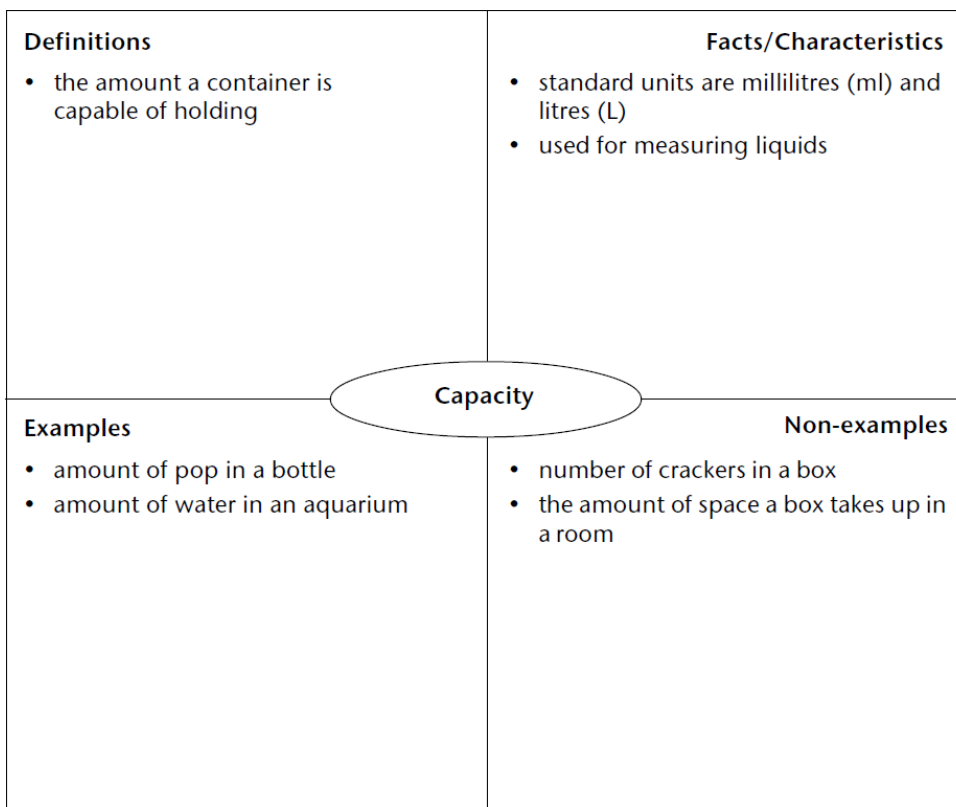 Definitions
• the amount a container is
capable of holding
Facts/Characteristics
• standard units are millilitres (ml) and
litres (L)
• used for measuring liquids
Capacity
Examples
• amount of pop in a bottle
• amount of water in an aquarium
Non-examples
• number of crackers in a box
• the amount of space a box takes up in
a room